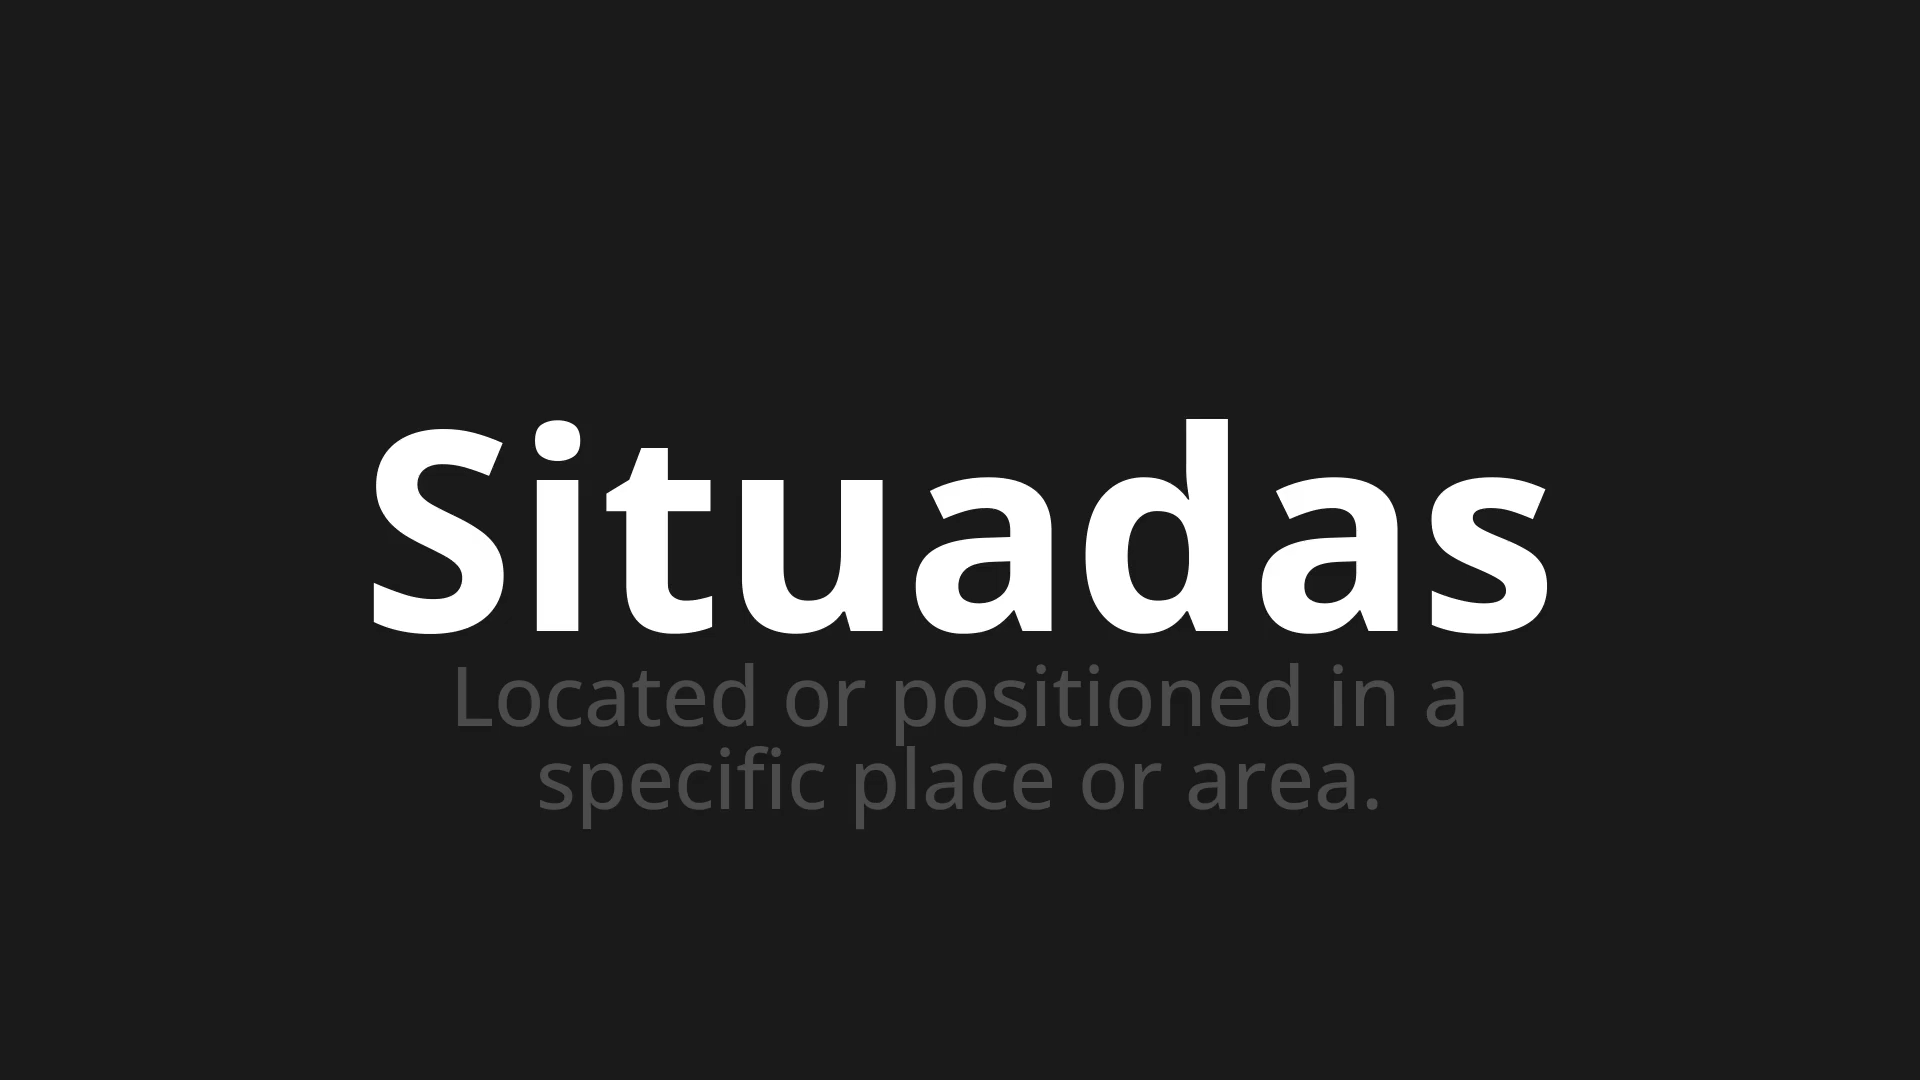 Situadas
Located or positioned in a
specific place or area.